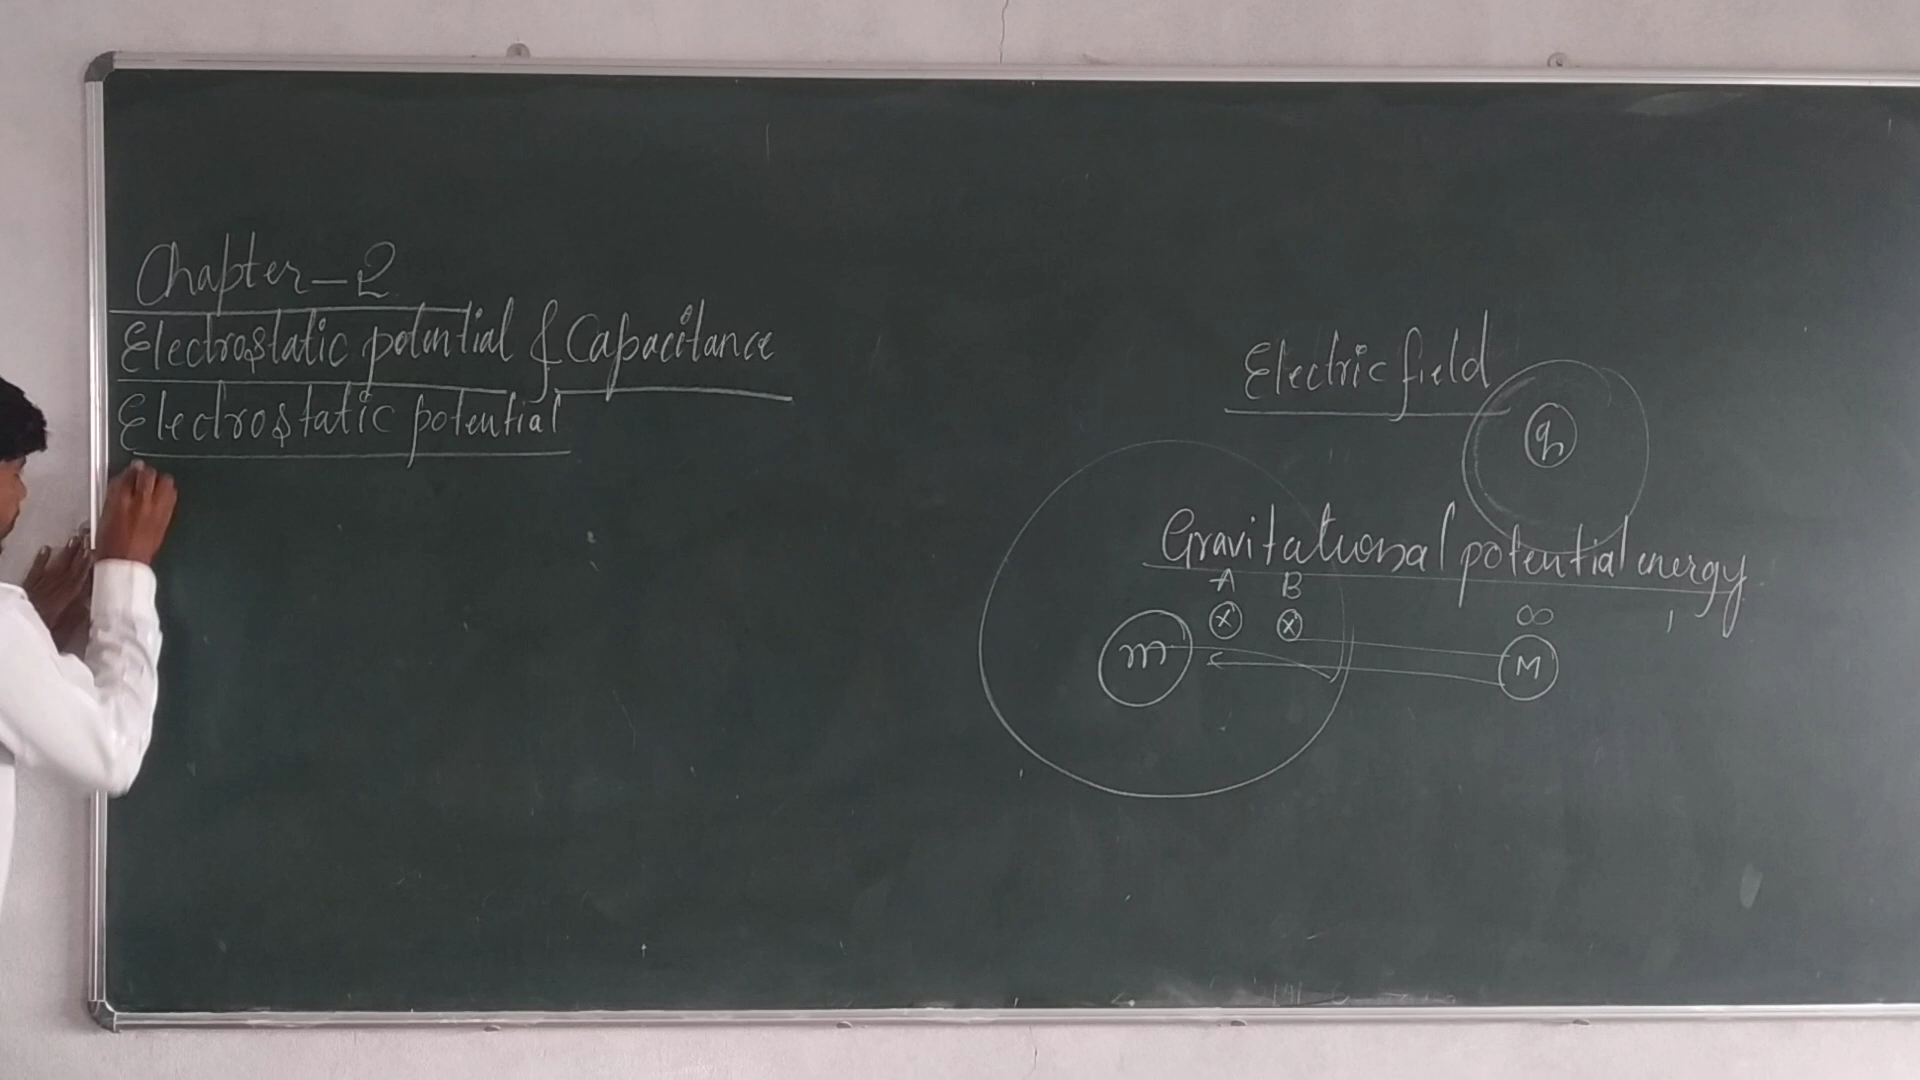 Chapter-2
Electrostatic potential & Capacitance
Electrostatic potential
Electric field
q
Gravitational potential energy
A B ∞
x x
m M